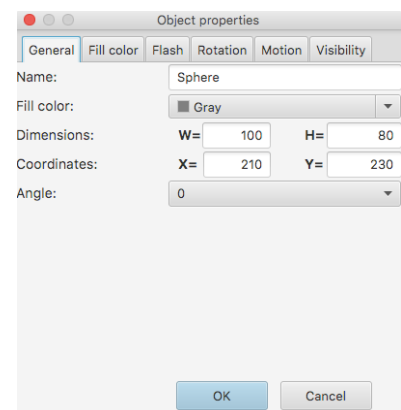 Object properties
General Fill color Flash Rotation Motion Visibility
Name: Sphere
Fill color: Gray
Dimensions: W= 100 H= 80
Coordinates: X= 210 Y= 230
Angle: 0
OK Cancel